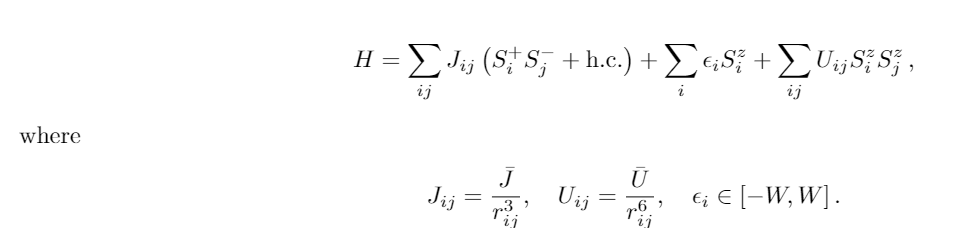 H = \sum_{ij} J_{ij} \left( S_i^+ S_j^- + \text{h.c.} \right) + \sum_i \epsilon_i S_i^z + \sum_{ij} U_{ij} S_i^z S_j^z ,
where
J_{ij} = \frac{\bar{J}}{r_{ij}^3}, \quad U_{ij} = \frac{\bar{U}}{r_{ij}^6}, \quad \epsilon_i \in [-W, W] .